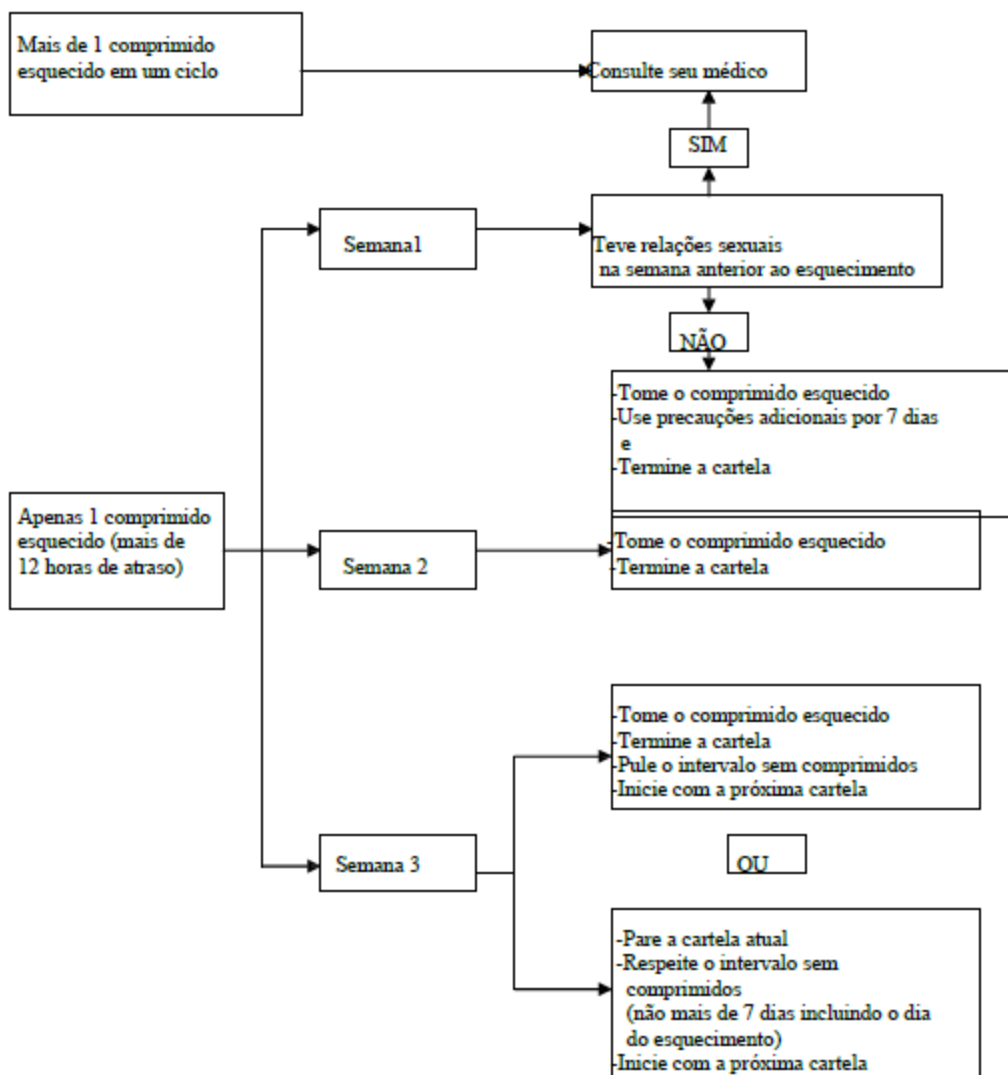 Mais de 1 comprimido
esquecido em um ciclo
Consulte seu médico
SIM
Semana1
Teve relações sexuais
na semana anterior ao esquecimento
NÃO
-Tome o comprimido esquecido
-Use precauções adicionais por 7 dias
e
-Termine a cartela
Apenas 1 comprimido
esquecido (mais de
12 horas de atraso)
Semana 2
-Tome o comprimido esquecido
-Termine a cartela
Semana 3
-Tome o comprimido esquecido
-Termine a cartela
-Pule o intervalo sem comprimidos
-Inicie com a próxima cartela
OU
-Pare a cartela atual
-Respeite o intervalo sem
comprimidos
(não mais de 7 dias incluindo o dia
do esquecimento)
-Inicie com a próxima cartela